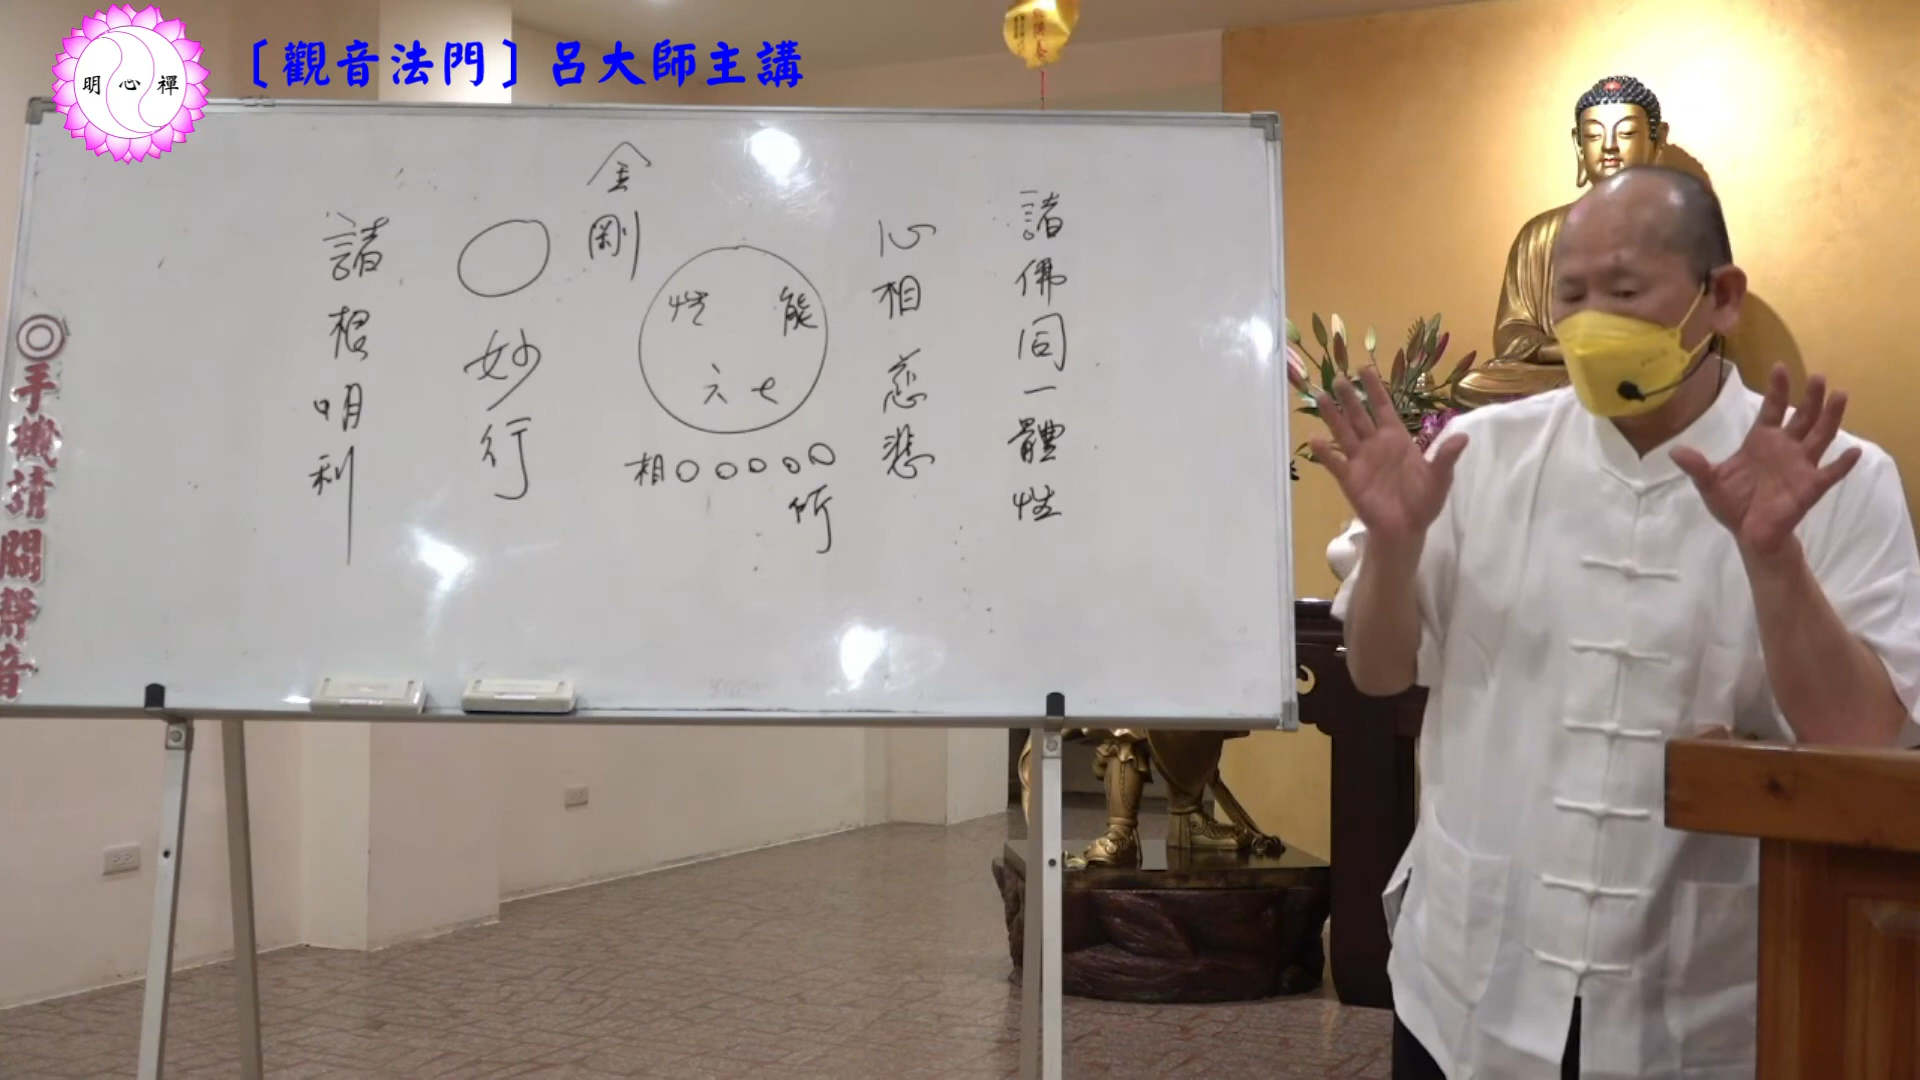 明心禪
〔觀音法門〕呂大師主講
諸佛同一體性
心相慈悲
金剛
性 能
六七
相○○○○○
所
○妙行
諸根明利
◎手機請關聲音